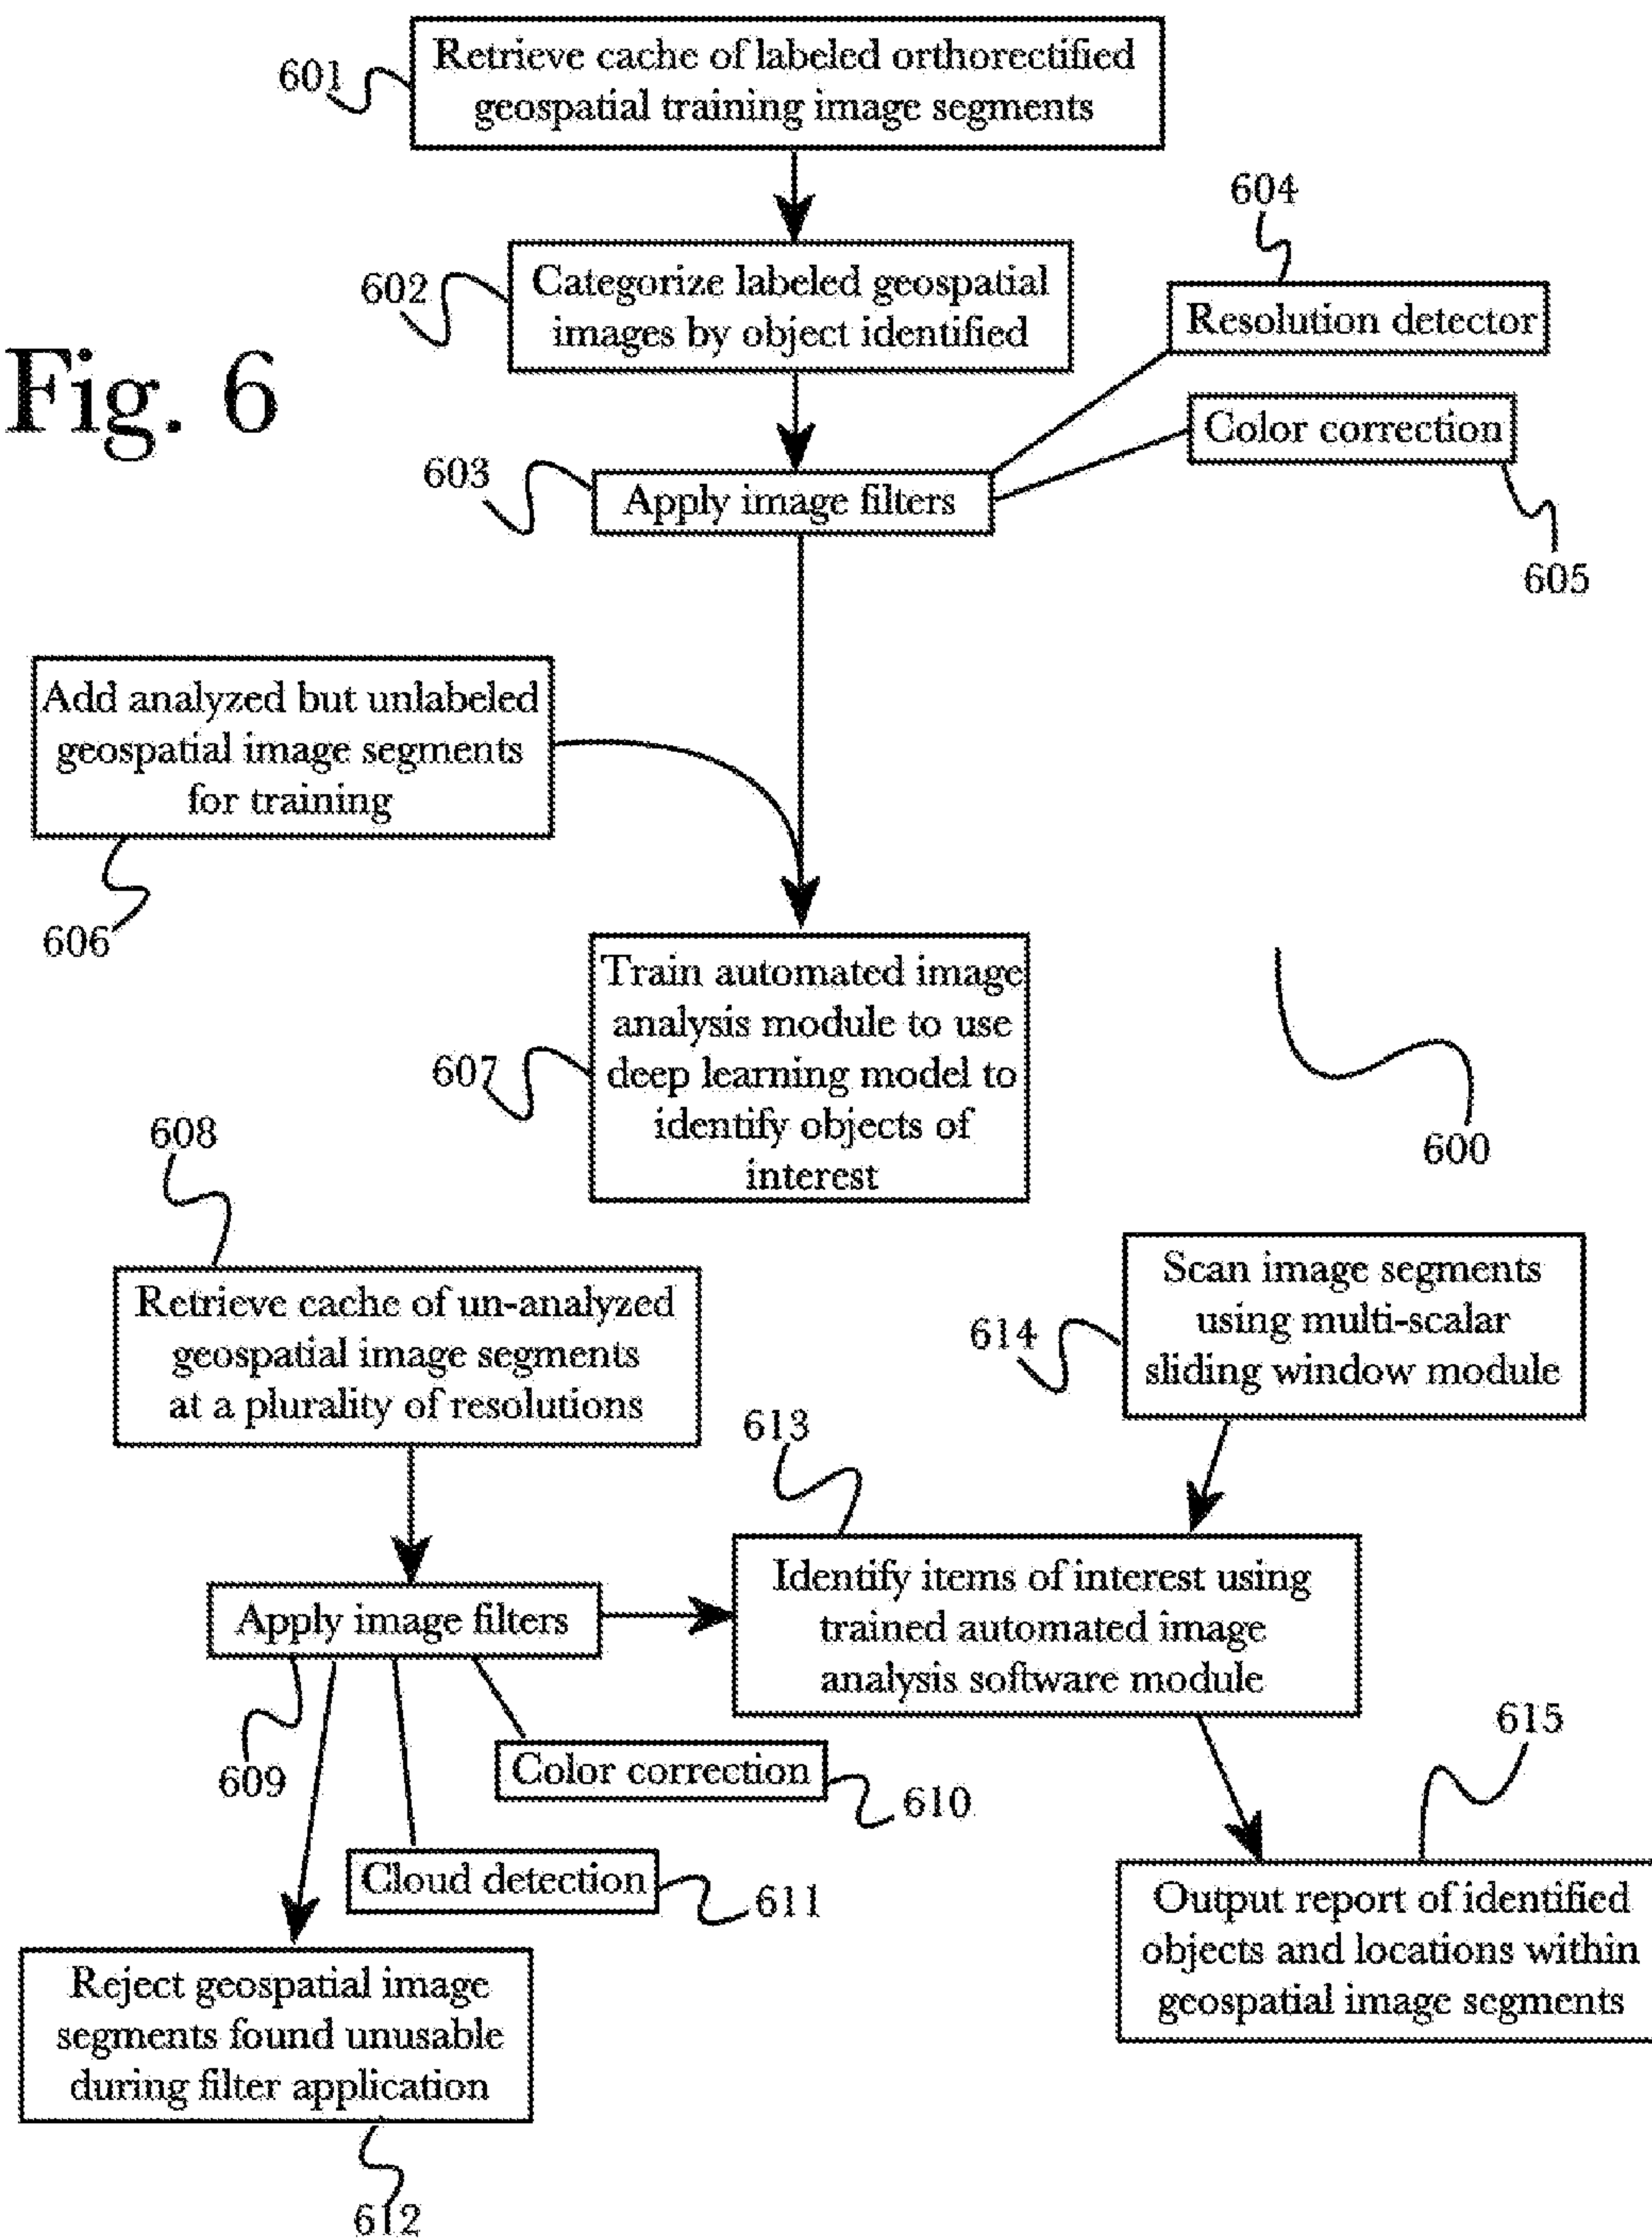 601
Retrieve cache of labeled orthorectified
geospatial training image segments
604
602
Categorize labeled geospatial
images by object identified
Resolution detector
Fig. 6
Color correction
603
Apply image filters
605
Add analyzed but unlabeled
geospatial image segments
for training
606
Train automated image
analysis module to use
deep learning model to
identify objects of
interest
607
600
608
Retrieve cache of un-analyzed
geospatial image segments
at a plurality of resolutions
614
Scan image segments
using multi-scalar
sliding window module
613
Apply image filters
Identify items of interest using
trained automated image
analysis software module
609
Color correction
610
615
Cloud detection
611
Output report of identified
objects and locations within
geospatial image segments
Reject geospatial image
segments found unusable
during filter application
612